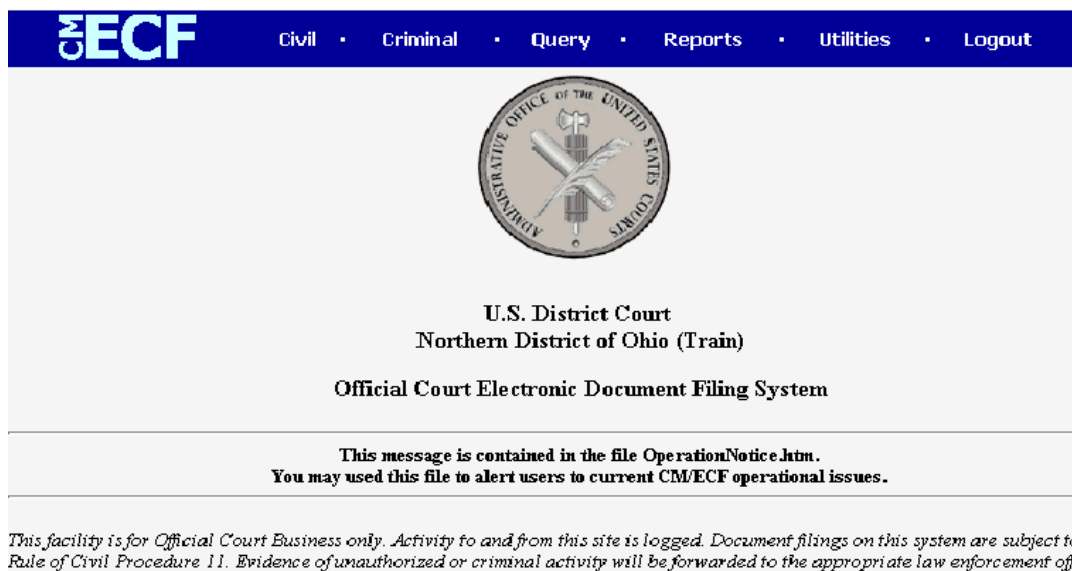 CM ECF Civil · Criminal · Query · Reports · Utilities · Logout
ADMINISTRATIVE OFFICE OF THE UNITED STATES COURTS
U.S. District Court
Northern District of Ohio (Train)
Official Court Electronic Document Filing System
This message is contained in the file OperationNotice.htm.
You may used this file to alert users to current CM/ECF operational issues.
This facility is for Official Court Business only. Activity to and from this site is logged. Document filings on this system are subject to
Rule of Civil Procedure 11. Evidence of unauthorized or criminal activity will be forwarded to the appropriate law enforcement off